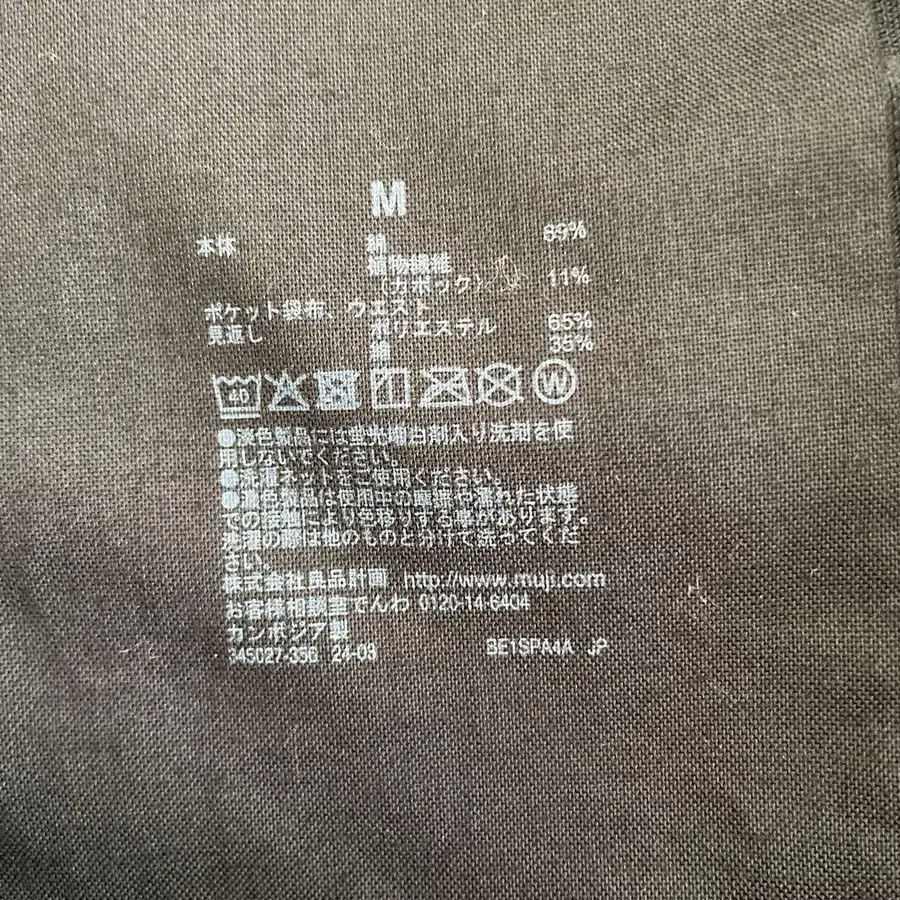 M
本体 綿 89%
植物繊維
(カポック) 11%
ポケット袋布、ウエスト
見返し ポリエステル 65%
綿 35%
40 W
●淡色製品には蛍光増白剤入り洗剤を使
用しないでください。
●洗濯ネットをご使用ください。
●濃色製品は使用中の摩擦や濡れた状態
での接触により色移りする事があります。
洗濯の際は他のものと分けて洗ってくだ
さい。
株式会社良品計画 http://www.muji.com
お客様相談室でんわ 0120-14-6404
カンボジア製
345027-356 24-03 BE1SPA4A JP